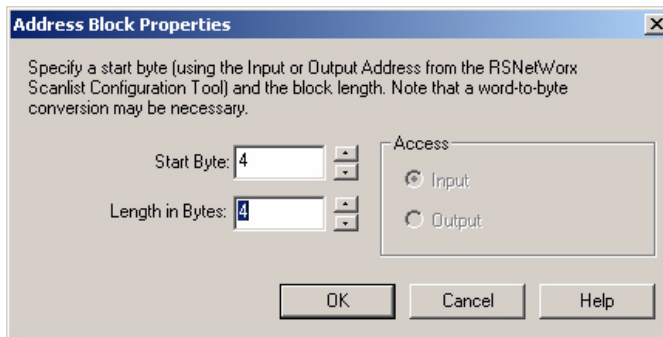 Address Block Properties
Specify a start byte (using the Input or Output Address from the RSNetWorx
Scanlist Configuration Tool) and the block length. Note that a word-to-byte
conversion may be necessary.
Start Byte: 4
Length in Bytes: 4
Access
Input
Output
OK Cancel Help